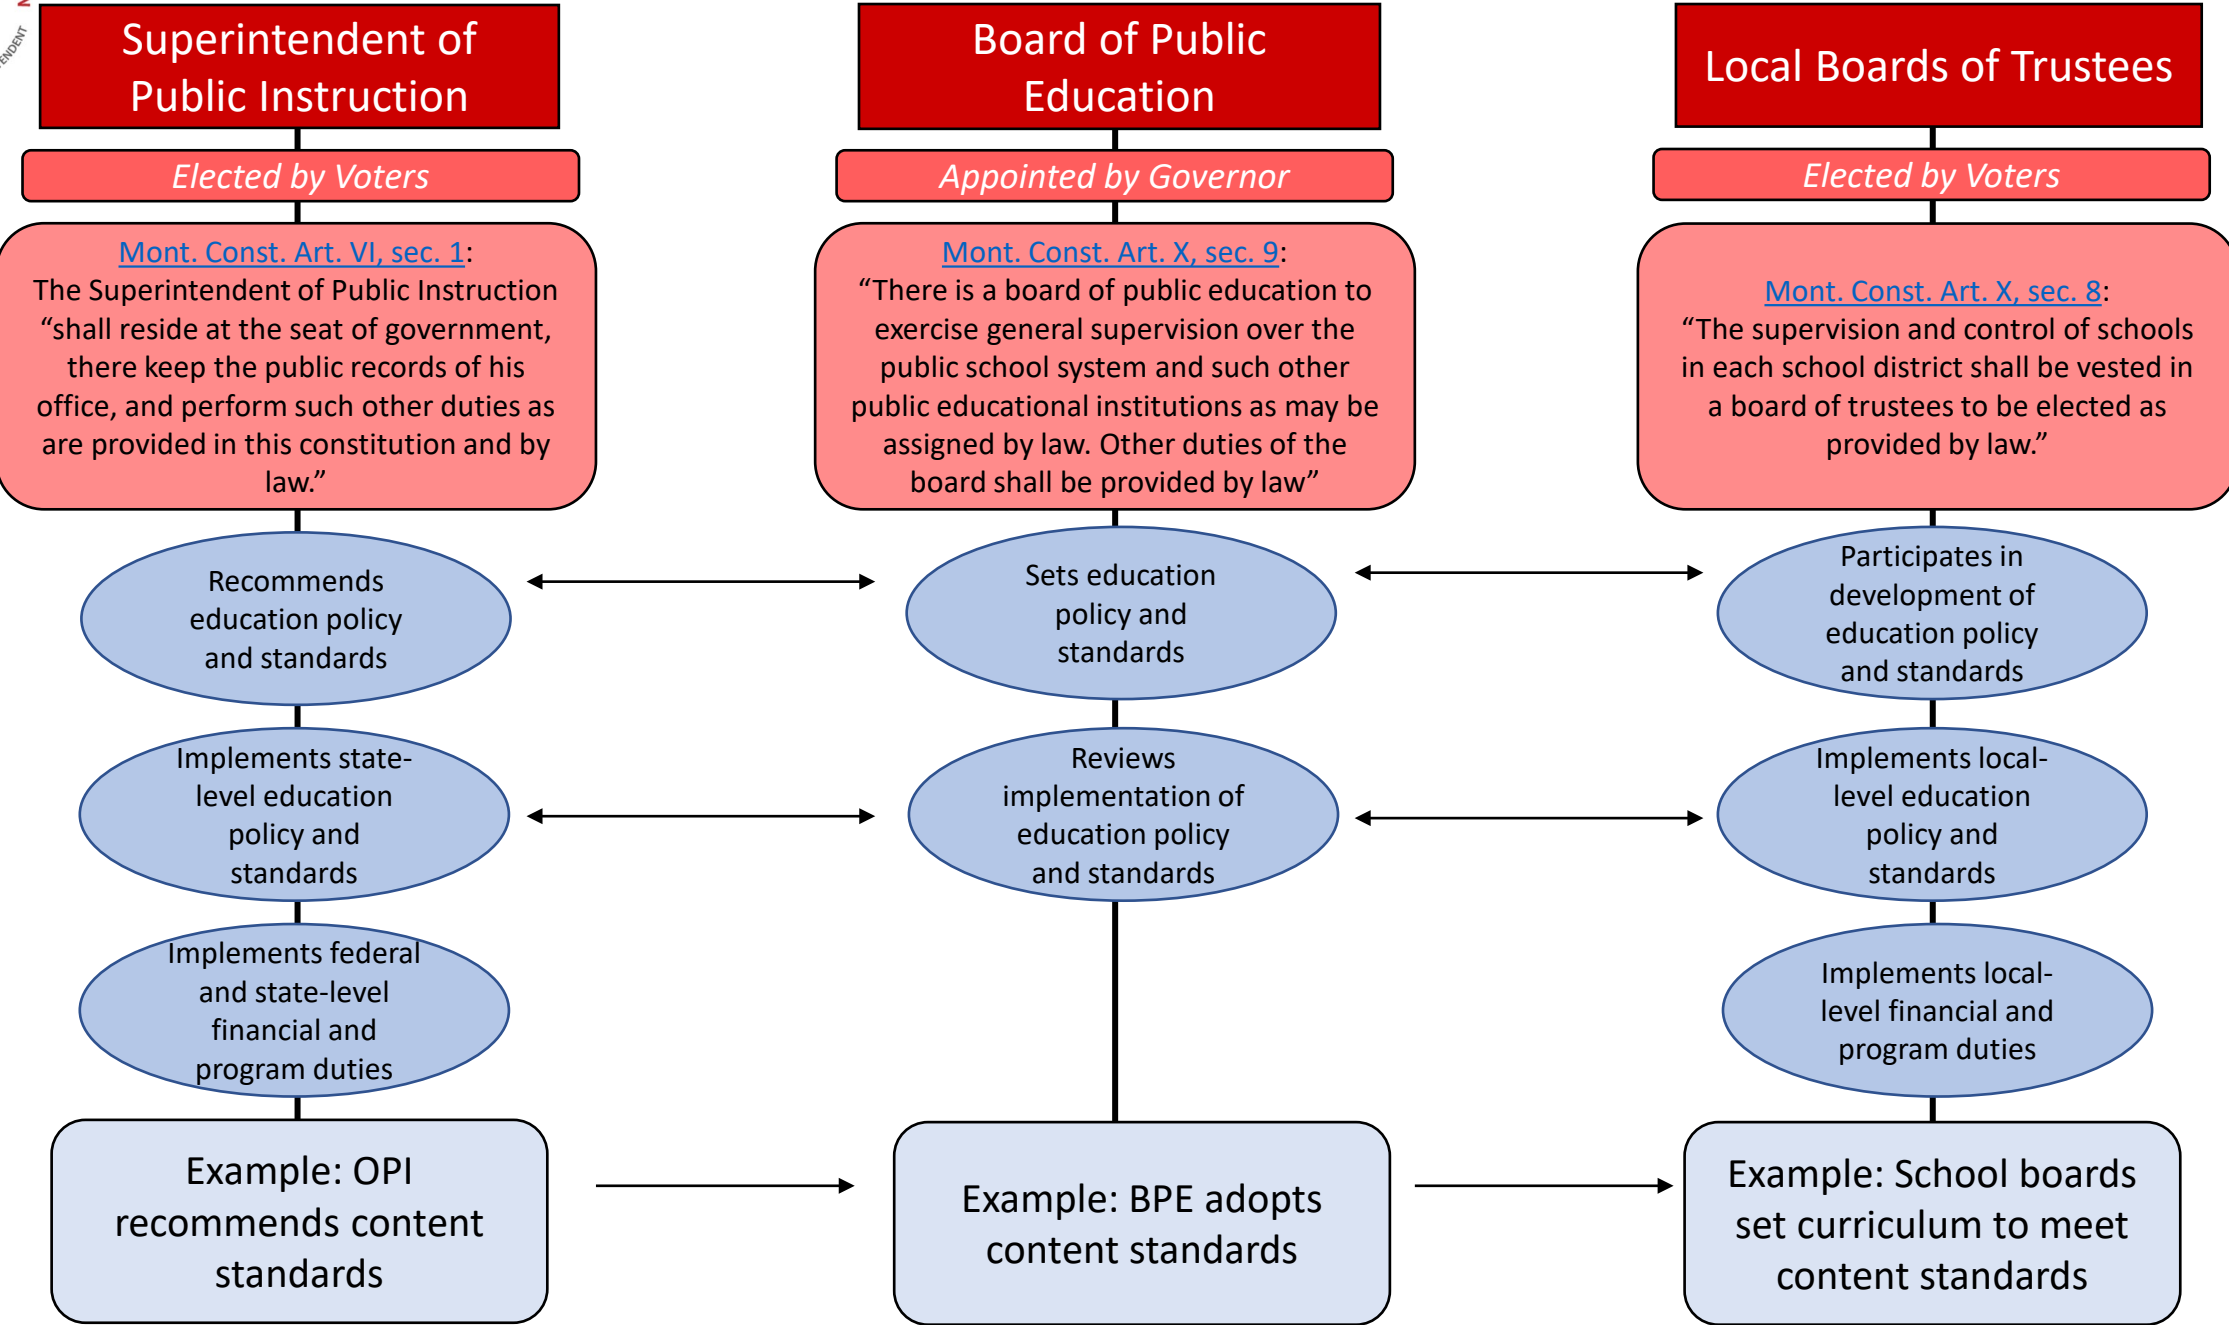 Superintendent of
Public Instruction
Elected by Voters
Mont. Const. Art. VI, sec. 1:
The Superintendent of Public Instruction
“shall reside at the seat of government,
there keep the public records of his
office, and perform such other duties as
are provided in this constitution and by
law.”
Recommends
education policy
and standards
Implements state-
level education
policy and
standards
Implements federal
and state-level
financial and
program duties
Example: OPI
recommends content
standards
Board of Public
Education
Appointed by Governor
Mont. Const. Art. X, sec. 9:
“There is a board of public education to
exercise general supervision over the
public school system and such other
public educational institutions as may be
assigned by law. Other duties of the
board shall be provided by law”
Sets education
policy and
standards
Reviews
implementation of
education policy
and standards
Example: BPE adopts
content standards
Local Boards of Trustees
Elected by Voters
Mont. Const. Art. X, sec. 8:
“The supervision and control of schools
in each school district shall be vested in
a board of trustees to be elected as
provided by law.”
Participates in
development of
education policy
and standards
Implements local-
level education
policy and
standards
Implements local-
level financial and
program duties
Example: School boards
set curriculum to meet
content standards